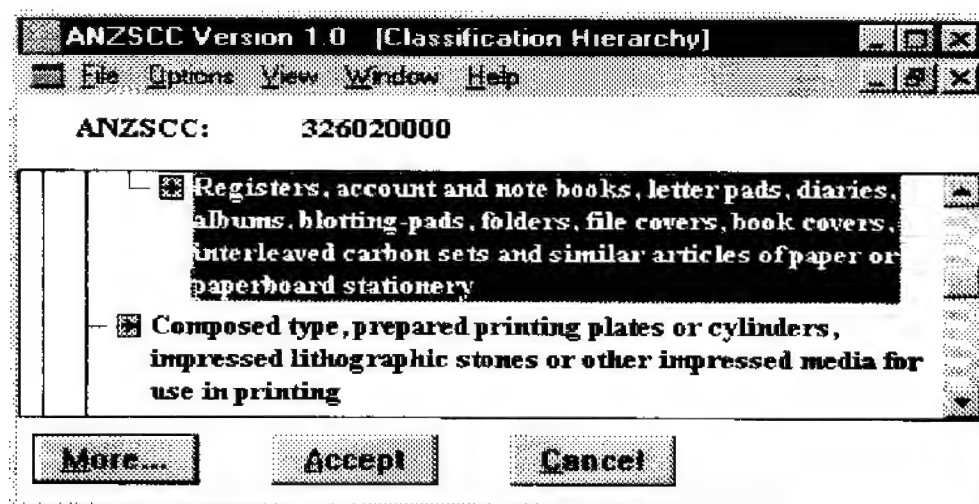 ANZSCC Version 1.0 [Classification Hierarchy]
File Options View Window Help
ANZSCC: 326020000
Registers, account and note books, letter pads, diaries,
albums, blotting-pads, folders, file covers, book covers,
interleaved carbon sets and similar articles of paper or
paperboard stationery
Composed type, prepared printing plates or cylinders,
impressed lithographic stones or other impressed media for
use in printing
More... Accept Cancel